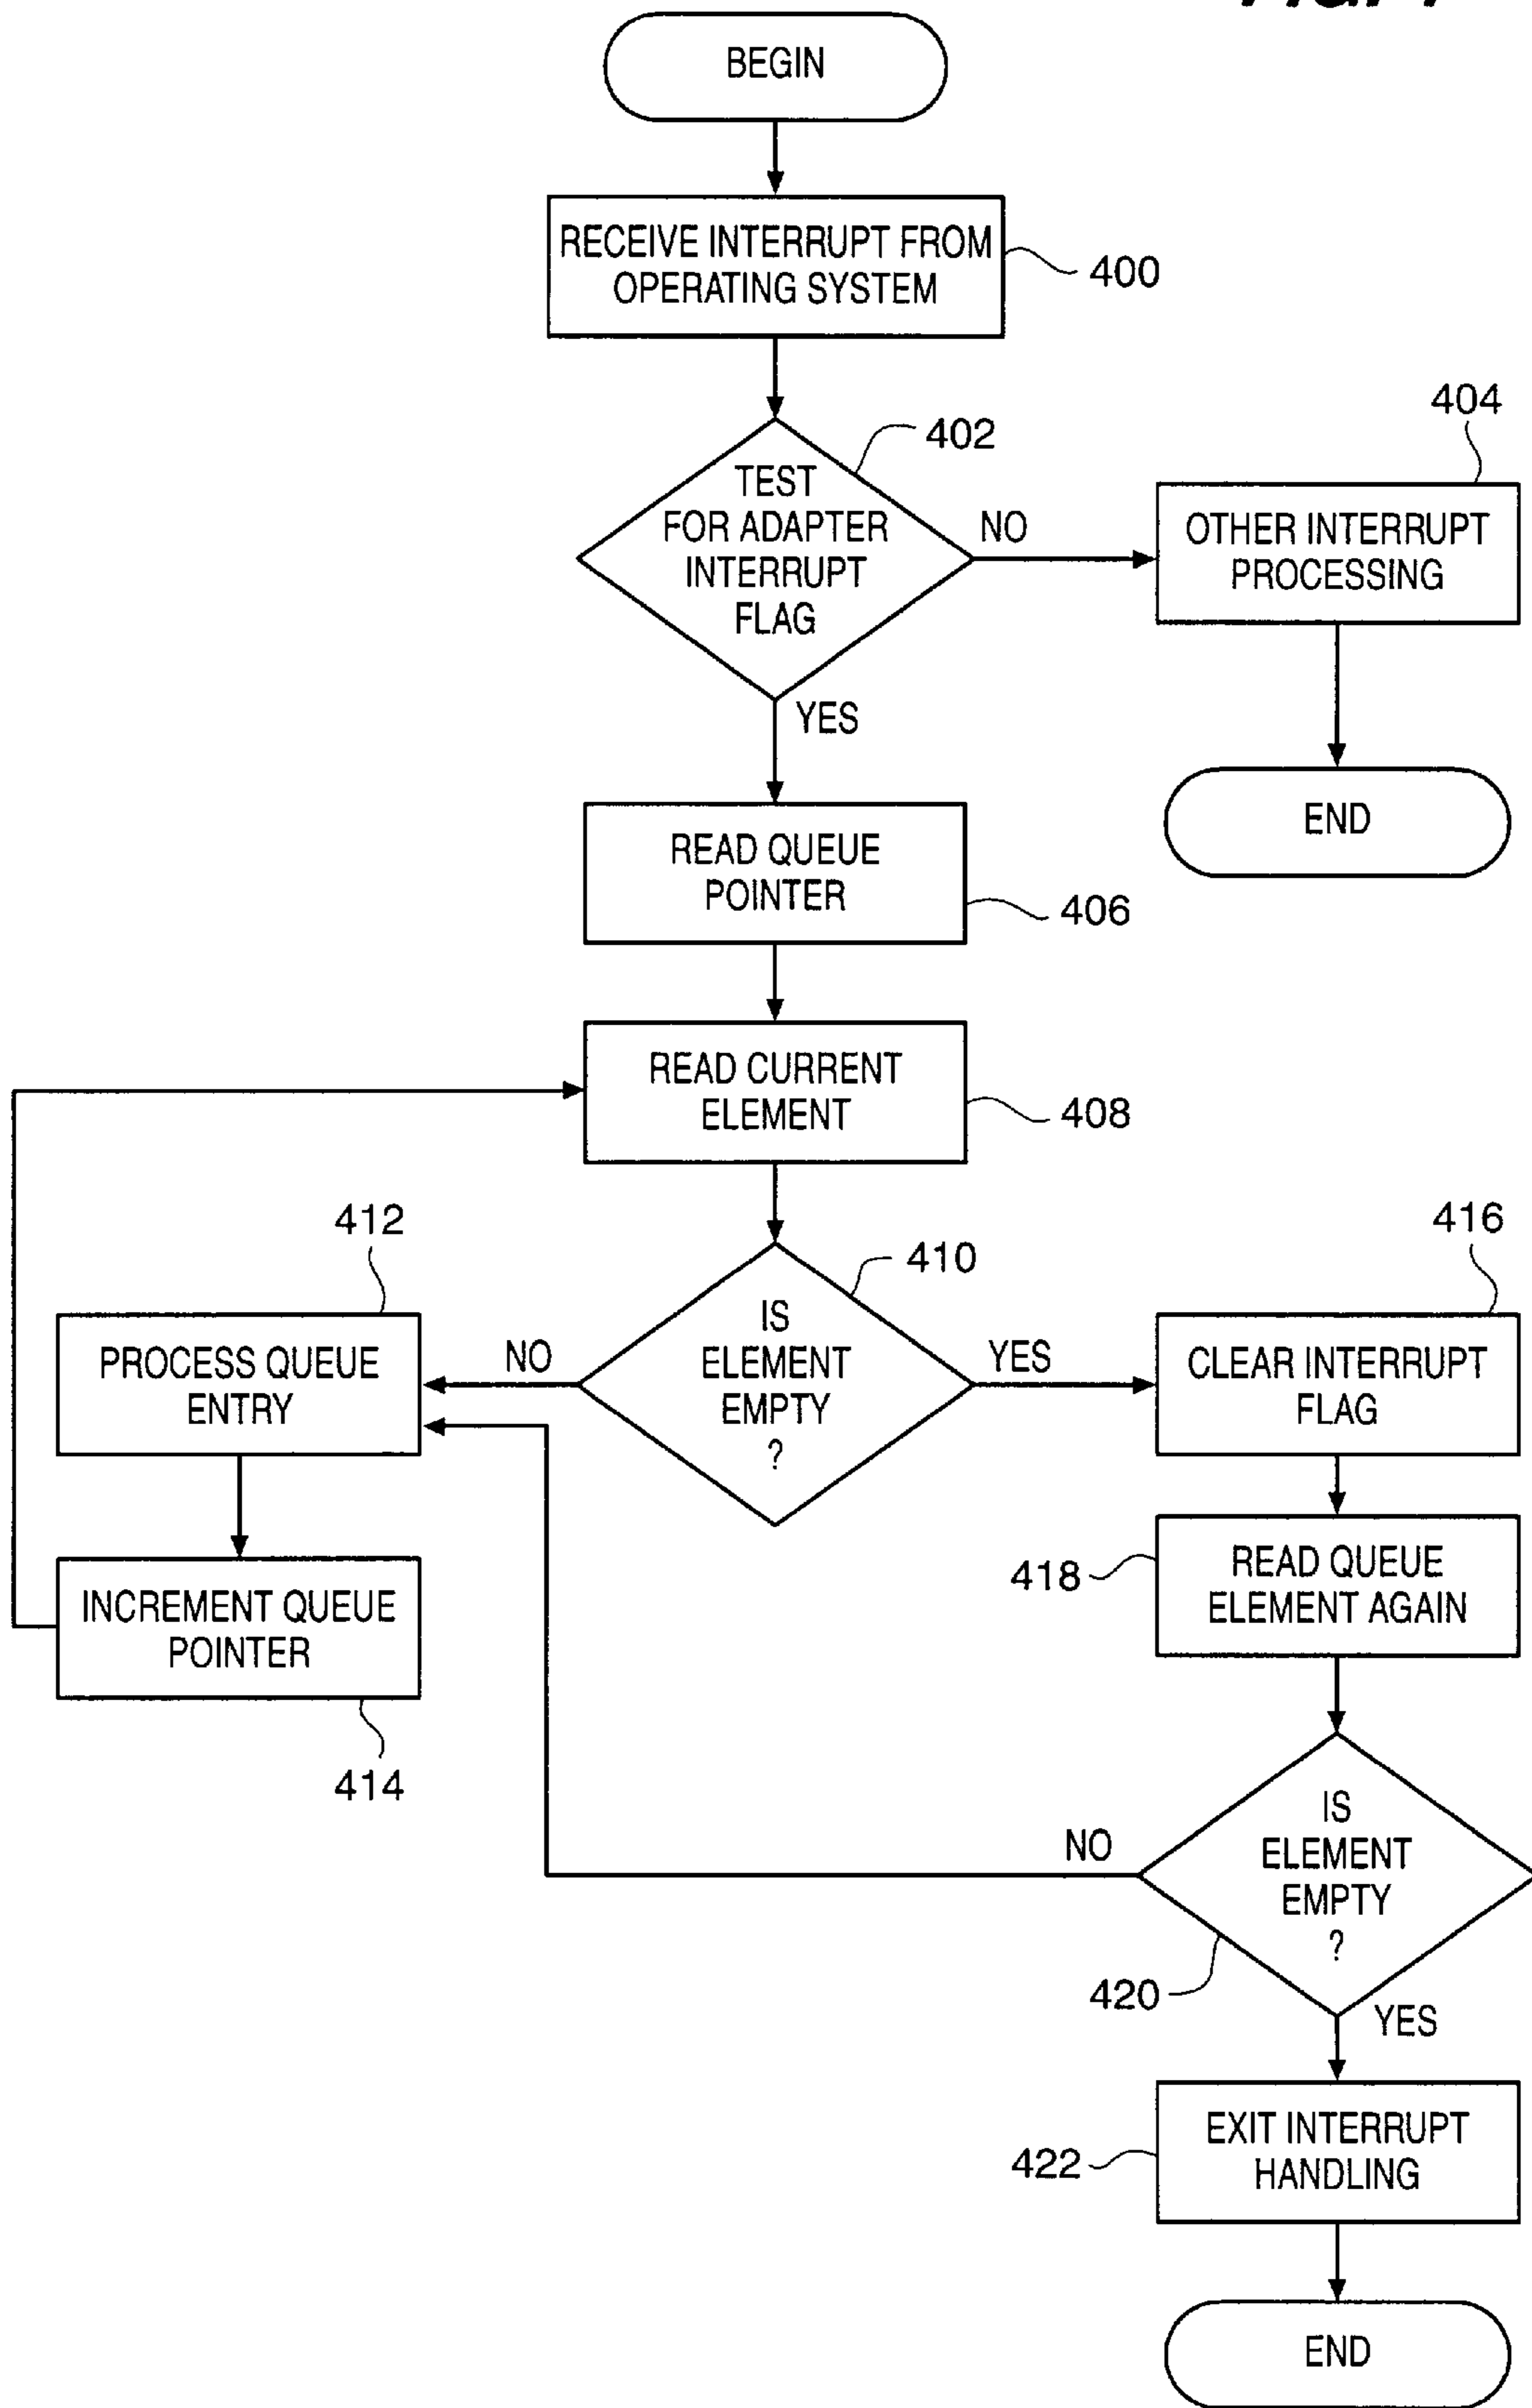 BEGIN
RECEIVE INTERRUPT FROM
OPERATING SYSTEM
400
402
TEST
FOR ADAPTER
INTERRUPT
FLAG
NO
404
OTHER INTERRUPT
PROCESSING
END
YES
READ QUEUE
POINTER
406
READ CURRENT
ELEMENT
408
410
IS
ELEMENT
EMPTY
?
NO
412
PROCESS QUEUE
ENTRY
INCREMENT QUEUE
POINTER
414
YES
416
CLEAR INTERRUPT
FLAG
418
READ QUEUE
ELEMENT AGAIN
IS
ELEMENT
EMPTY
?
NO
420
YES
EXIT INTERRUPT
HANDLING
422
END